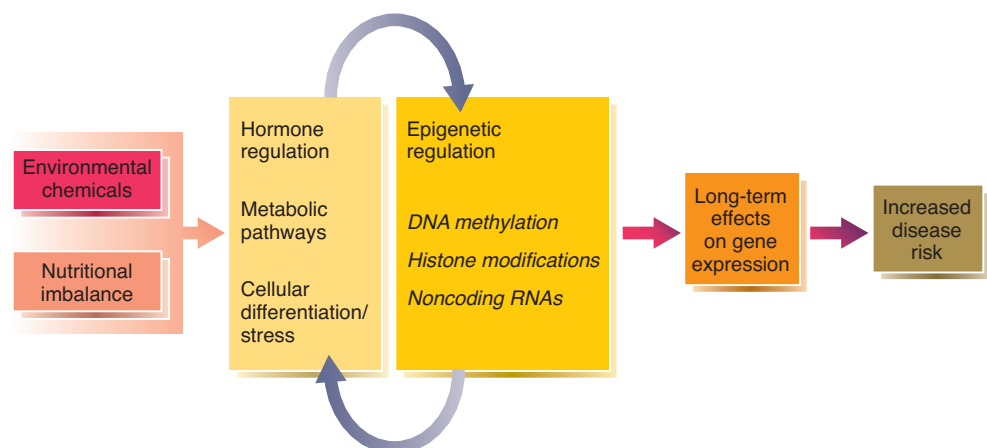 Environmental
chemicals
Nutritional
imbalance
Hormone
regulation
Metabolic
pathways
Cellular
differentiation/
stress
Epigenetic
regulation
DNA methylation
Histone modifications
Noncoding RNAs
Long-term
effects
on gene
expression
Increased
disease
risk